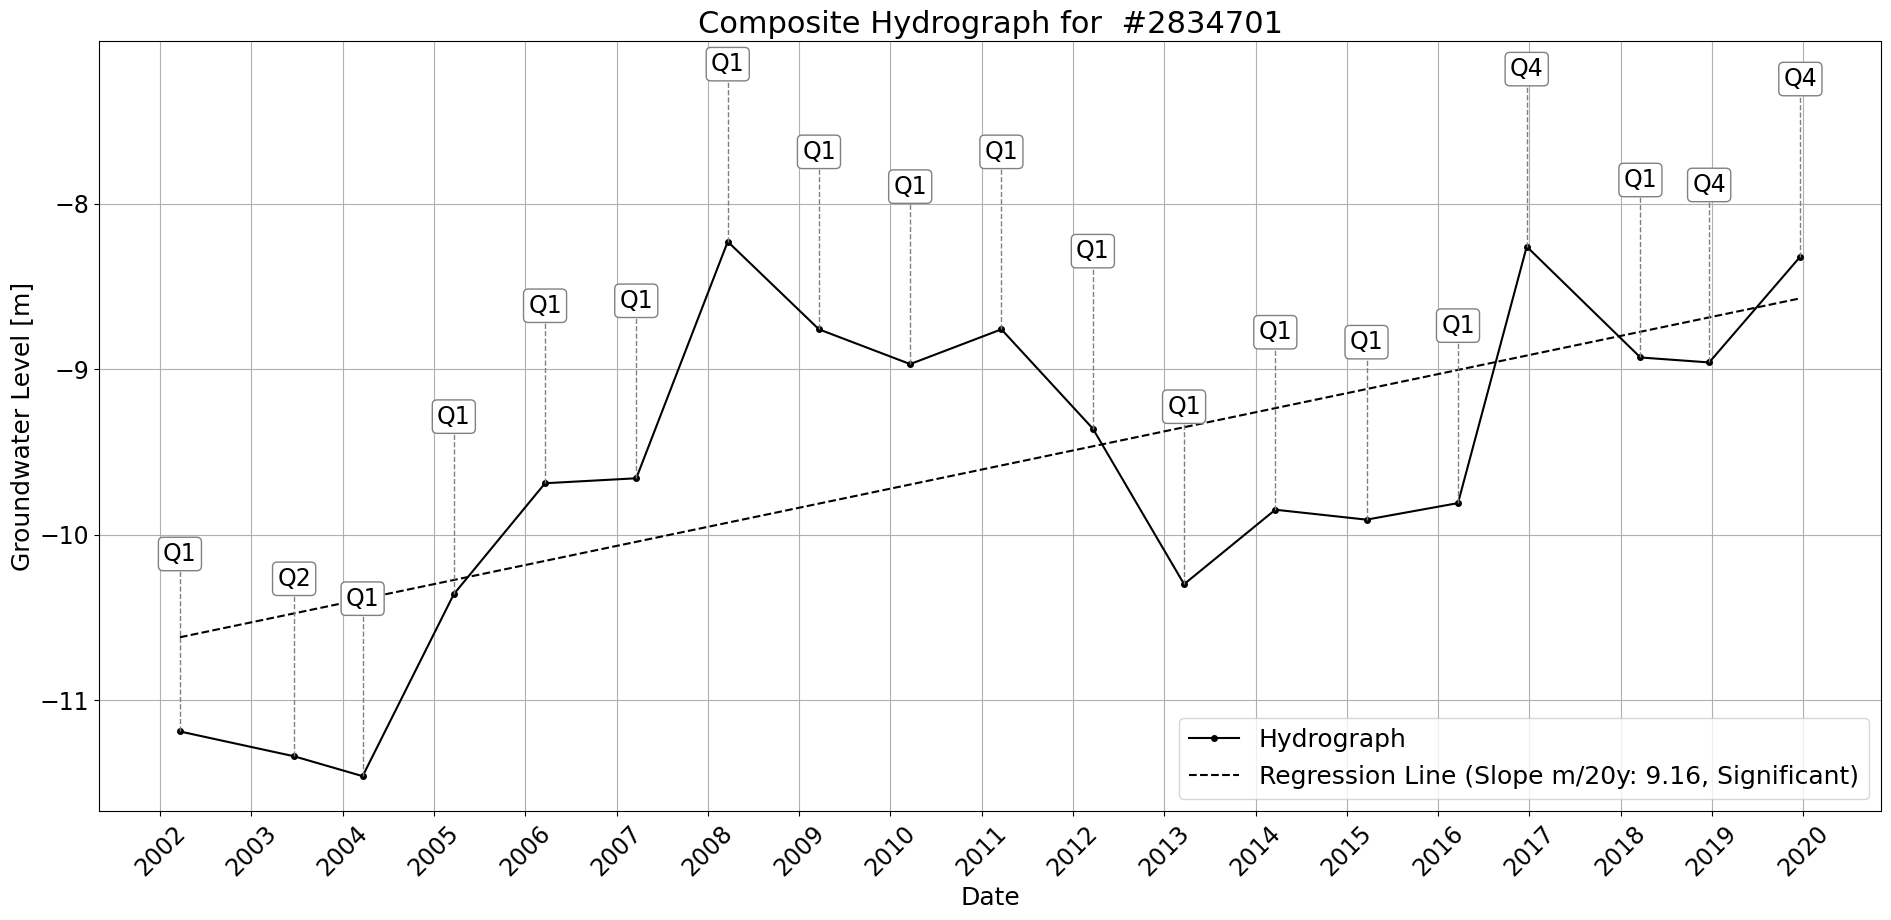 Composite Hydrograph for  #2834701
Groundwater Level [m]
−8
−9
−10
−11
Q1
Q2
Q1
Q1
Q1
Q1
Q1
Q1
Q1
Q1
Q1
Q1
Q1
Q1
Q1
Q4
Q1
Q4
Q4
Hydrograph
Regression Line (Slope m/20y: 9.16, Significant)
2002
2003
2004
2005
2006
2007
2008
2009
2010
2011
2012
2013
2014
2015
2016
2017
2018
2019
2020
Date